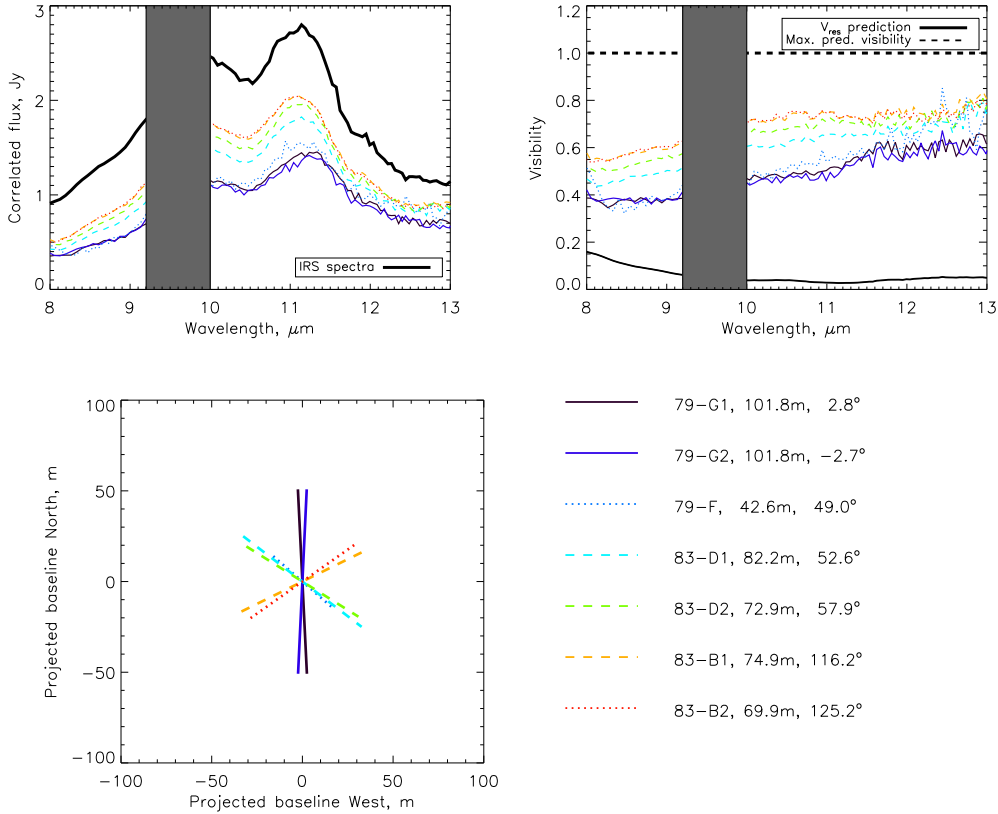 3
2
1
0
Correlated flux, Jy
IRS spectra
8 9 10 11 12 13
Wavelength, μm
1.2
1.0
0.8
0.6
0.4
0.2
0.0
Visibility
V_res prediction
Max. pred. visibility
8 9 10 11 12 13
Wavelength, μm
100
50
0
−50
−100
Projected baseline North, m
−100 −50 0 50 100
Projected baseline West, m
79−G1, 101.8m, 2.8°
79−G2, 101.8m, −2.7°
79−F, 42.6m, 49.0°
83−D1, 82.2m, 52.6°
83−D2, 72.9m, 57.9°
83−B1, 74.9m, 116.2°
83−B2, 69.9m, 125.2°